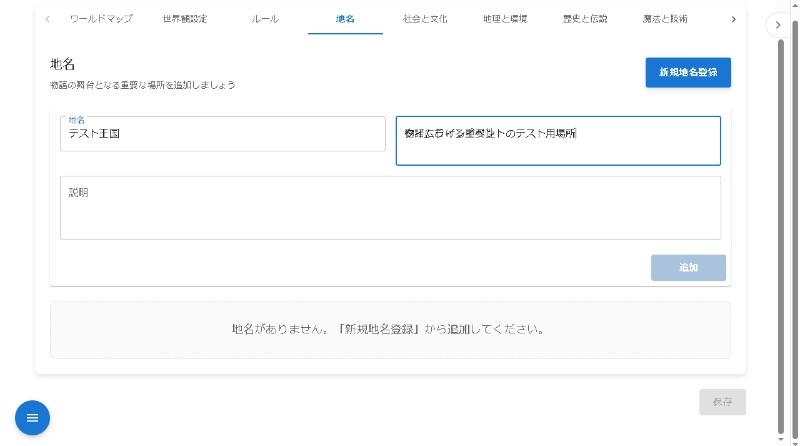 ワールドマップ
世界観設定
ルール
地名
社会と文化
地理と環境
歴史と伝説
魔法と技術
地名
物語の舞台となる重要な場所を追加しましょう
新規地名登録
地名
テスト王国
のテスト用場所
説明
追加
地名がありません。「新規地名登録」から追加してください。
保存